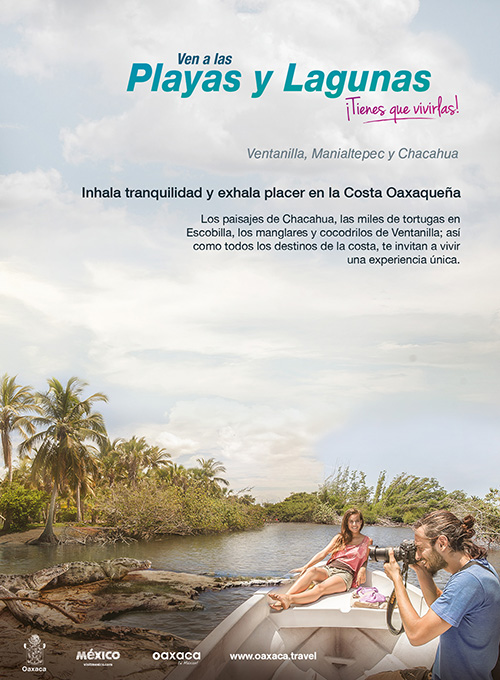 Ven a las
Playas y Lagunas
¡Tienes que vivirlas!
Ventanilla, Manialtepec y Chacahua
Inhala tranquilidad y exhala placer en la Costa Oaxaqueña
Los paisajes de Chacahua, las miles de tortugas en
Escobilla, los manglares y cocodrilos de Ventanilla; así
como todos los destinos de la costa, te invitan a vivir
una experiencia única.
Oaxaca
MÉXICO
oaxaca
www.oaxaca.travel